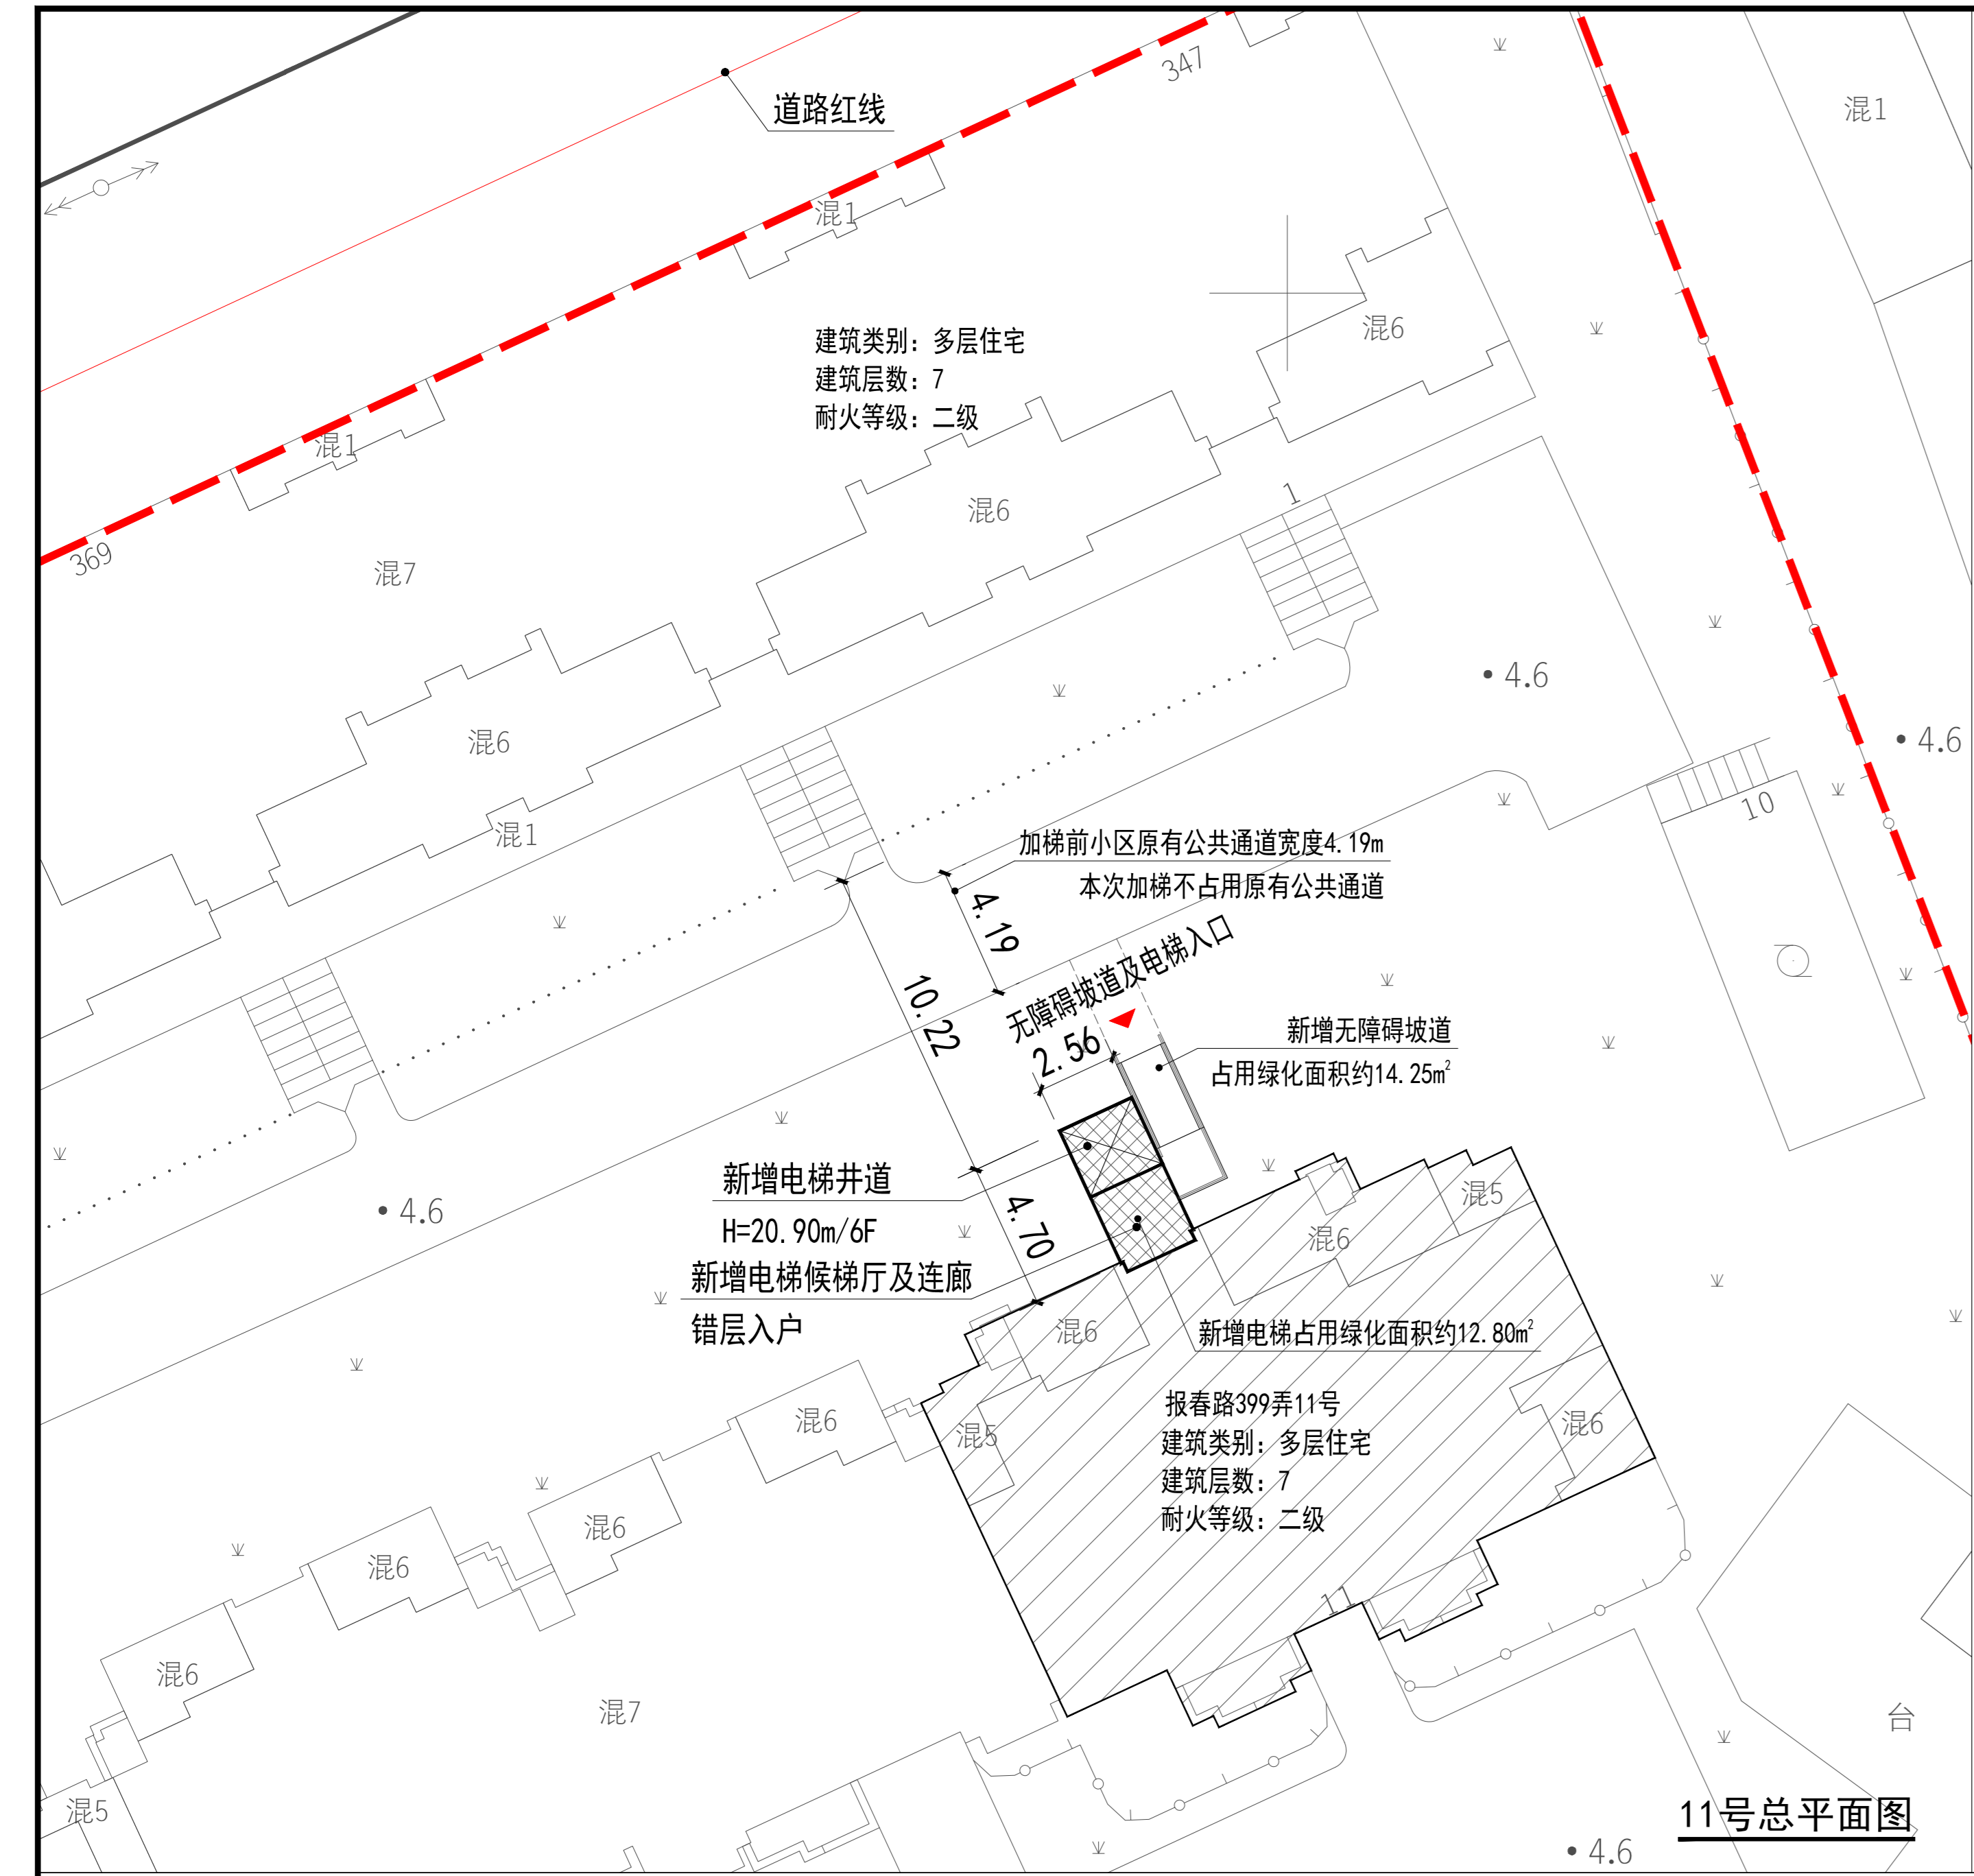 347
道路红线
混1
混1
混6
建筑类别：多层住宅
建筑层数：7
耐火等级：二级
混1
混6
1
369
混7
4.6
混6
4.6
10
混1
加梯前小区原有公共通道宽度4.19m
本次加梯不占用原有公共通道
4.19
无障碍坡道及电梯入口
10.22
2.56
新增无障碍坡道
占用绿化面积约14.25m²
新增电梯井道
H=20.90m/6F
4.6
4.70
混5
混6
新增电梯候梯厅及连廊
错层入户
混6
新增电梯占用绿化面积约12.80m²
报春路399弄11号
建筑类别：多层住宅
建筑层数：7
耐火等级：二级
混6
混5
混6
混6
混6
11
混6
混7
台
混5
11号总平面图
4.6